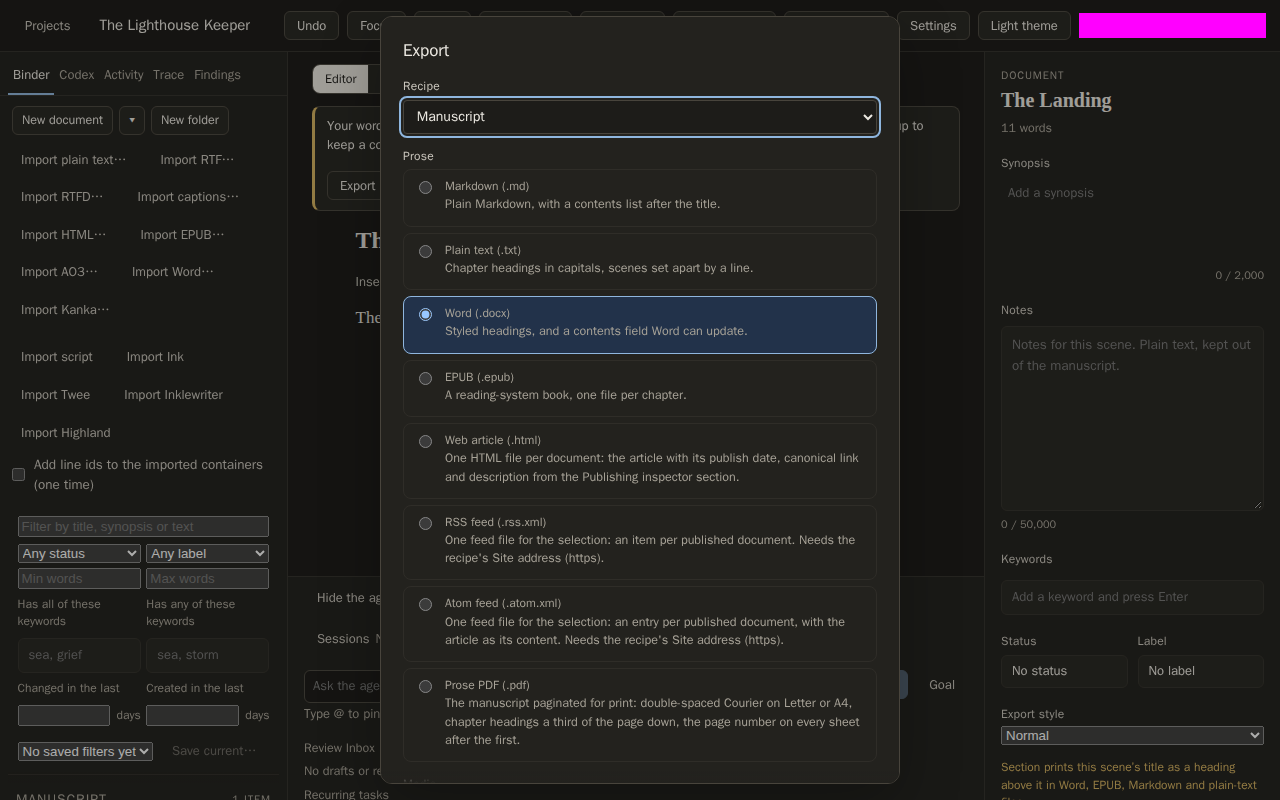 Projects
The Lighthouse Keeper
Undo
Settings
Light theme
Binder
Codex
Activity
Trace
Findings
New document
▾
New folder
Import plain text…
Import RTF…
Import RTFD…
Import captions…
Import HTML…
Import EPUB…
Import AO3…
Import Word…
Import Kanka…
Import script
Import Ink
Import Twee
Import Inklewriter
Import Highland
Add line ids to the imported containers
(one time)
Filter by title, synopsis or text
Any status
Any label
Min words
Max words
Has all of these
keywords
Has any of these
keywords
sea, grief
sea, storm
Changed in the last
Created in the last
days
days
No saved filters yet
Save current…
MANUSCRIPT
1 ITEM
Editor
keep a co
Export
Hide the ag
Sessions
Ask the age
Goal
Type @ to pin
Review Inbox
No drafts or re
Recurring tasks
Export
Recipe
Manuscript
Prose
Markdown (.md)
Plain Markdown, with a contents list after the title.
Plain text (.txt)
Chapter headings in capitals, scenes set apart by a line.
Word (.docx)
Styled headings, and a contents field Word can update.
EPUB (.epub)
A reading-system book, one file per chapter.
Web article (.html)
One HTML file per document: the article with its publish date, canonical link
and description from the Publishing inspector section.
RSS feed (.rss.xml)
One feed file for the selection: an item per published document. Needs the
recipe's Site address (https).
Atom feed (.atom.xml)
One feed file for the selection: an entry per published document, with the
article as its content. Needs the recipe's Site address (https).
Prose PDF (.pdf)
The manuscript paginated for print: double-spaced Courier on Letter or A4,
chapter headings a third of the page down, the page number on every sheet
after the first.
DOCUMENT
The Landing
11 words
Synopsis
Add a synopsis
0 / 2,000
Notes
Notes for this scene. Plain text, kept out
of the manuscript.
0 / 50,000
Keywords
Add a keyword and press Enter
Status
Label
No status
No label
Export style
Normal
Section prints this scene's title as a heading
above it in Word, EPUB, Markdown and plain-text